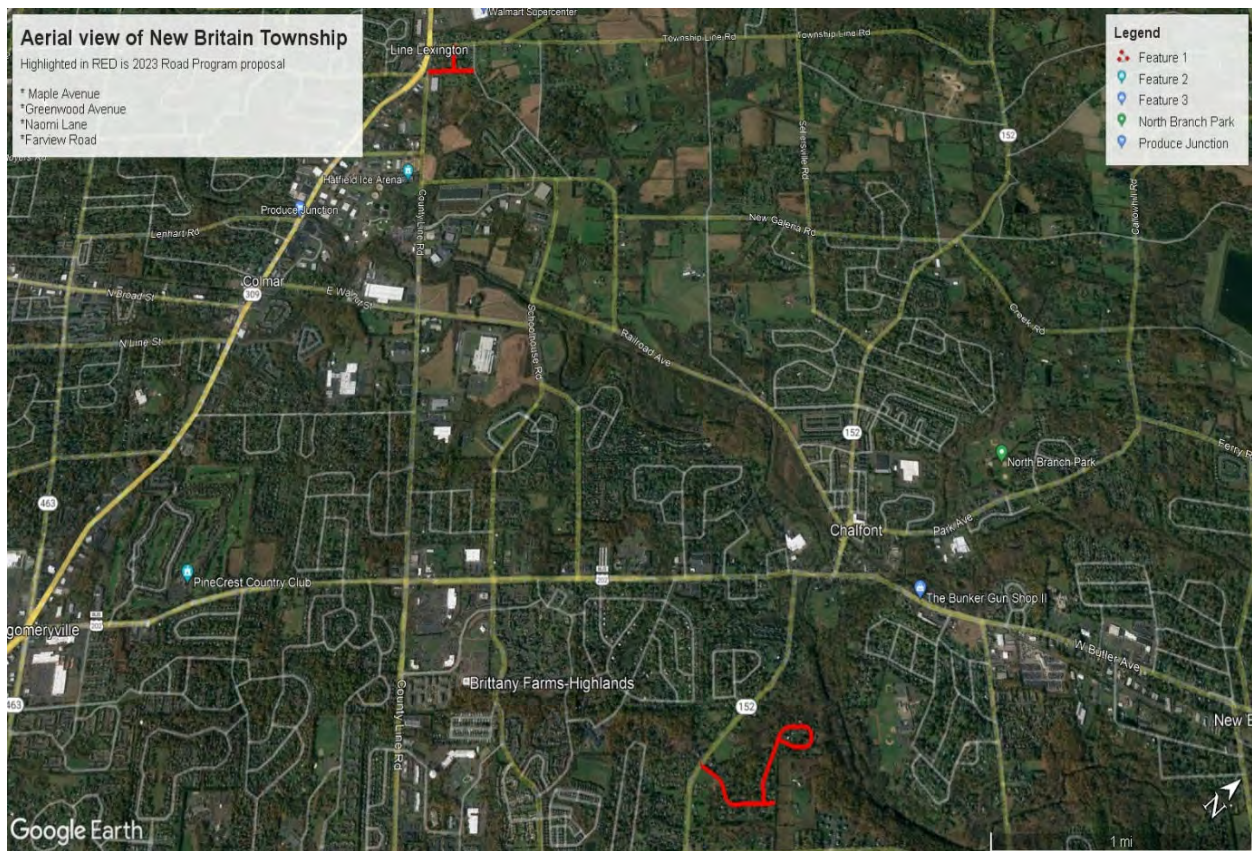 Aerial view of New Britain Township
Highlighted in RED is 2023 Road Program proposal
* Maple Avenue
*Greenwood Avenue
*Naomi Lane
*Farview Road
Legend
Feature 1
Feature 2
Feature 3
North Branch Park
Produce Junction
Walmart Supercenter
Line Lexington
Township Line Rd
Township Line Rd
152
Sellersville Rd
Callowhill Rd
Hatfield Ice Arena
Produce Junction
County Line Rd
Lenhart Rd
New Galena Rd
Colmar
309
N Broad St
E Walnut St
Creek Rd
N Line St
Schoolhouse Rd
Railroad Ave
152
Ferry R
North Branch Park
463
Chalfont
Park Ave
PineCrest Country Club
202
The Bunker Gun Shop II
202
gomeryville
W Butler Ave
Brittany Farms-Highlands
County Line Rd
463
152
New B
N
Google Earth
1 mi